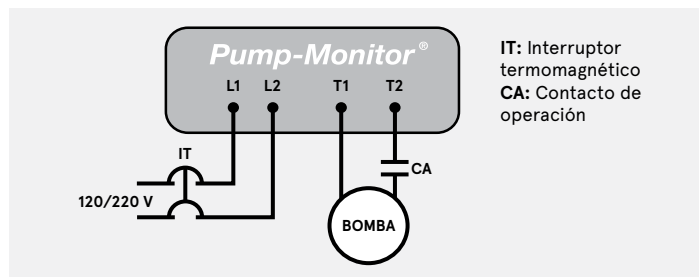 Pump-Monitor®
L1 L2 T1 T2
IT: Interruptor
termomagnético
CA: Contacto de
operación
IT
CA
120/220 V
BOMBA